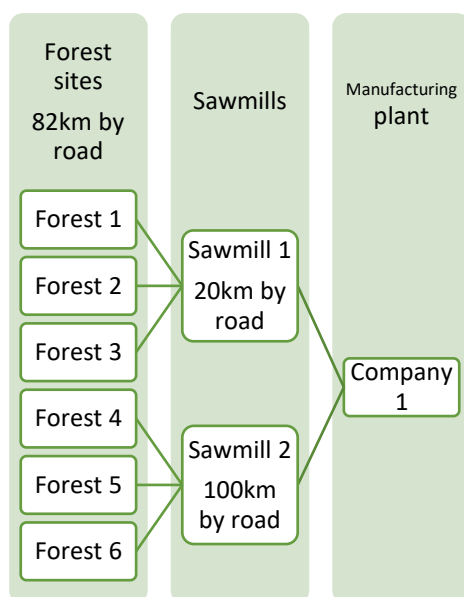 Forest
sites
82km by
road
Sawmills
Manufacturing
plant
Forest 1
Forest 2
Forest 3
Forest 4
Forest 5
Forest 6
Sawmill 1
20km by
road
Sawmill 2
100km
by road
Company
1